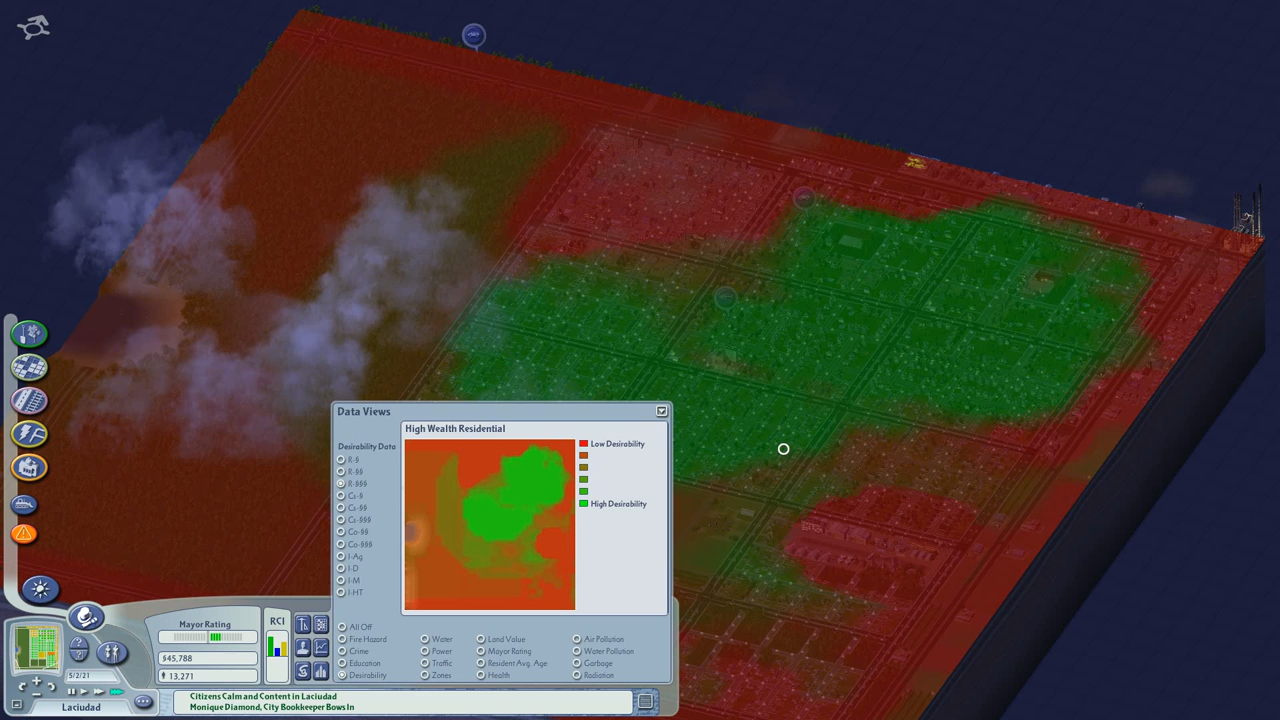 Data Views
High Wealth Residential
Desirability Data
R-§
R-§§
R-§§§
Cs-§
Cs-§§
Cs-§§§
Co-§§
Co-§§§
I-Ag
I-D
I-M
I-HT
Low Desirability
High Desirability
All Off
Fire Hazard
Water
Land Value
Air Pollution
Crime
Power
Mayor Rating
Water Pollution
Education
Traffic
Resident Avg. Age
Garbage
Desirability
Zones
Health
Radiation
Mayor Rating
RCI
§45,788
13,271
5/2/21
Laciudad
Citizens Calm and Content in Laciudad
Monique Diamond, City Bookkeeper Bows In